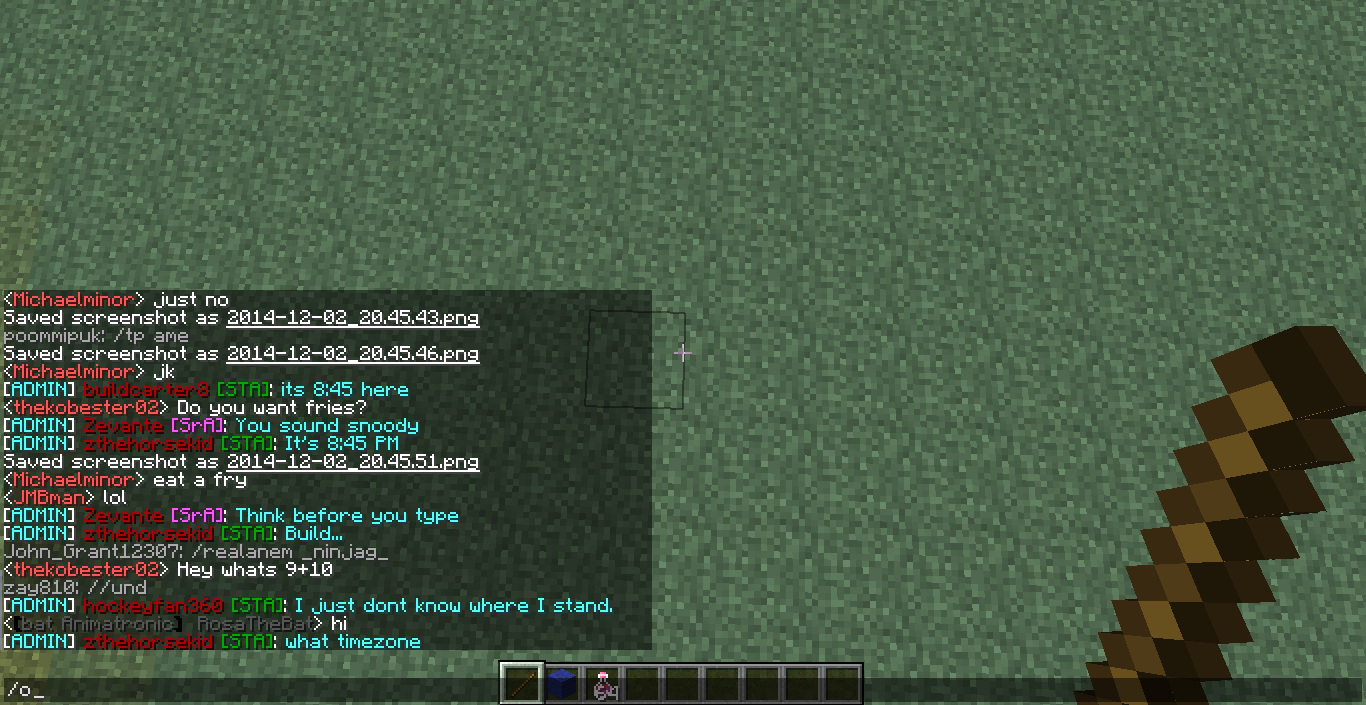 <Michaelminor> just no
Saved screenshot as 2014-12-02_20.45.43.png
poommipuk: /tp ame
Saved screenshot as 2014-12-02_20.45.46.png
<Michaelminor> jk
[ADMIN] buildcarter8 [STA]: its 8:45 here
<thekobester02> Do you want fries?
[ADMIN] Zevante [SrA]: You sound snoody
[ADMIN] zthehorsekid [STA]: It's 8:45 PM
Saved screenshot as 2014-12-02_20.45.51.png
<Michaelminor> eat a fry
<JMBman> lol
[ADMIN] Zevante [SrA]: Think before you type
[ADMIN] zthehorsekid [STA]: Build...
John_Grant12307: /realanem _ninjag_
<thekobester02> Hey whats 9+10
zay810: //und
[ADMIN] hockeyfan360 [STA]: I just dont know where I stand.
<[bat Animatronic] RosaTheBat> hi
[ADMIN] zthehorsekid [STA]: what timezone
64
/o_